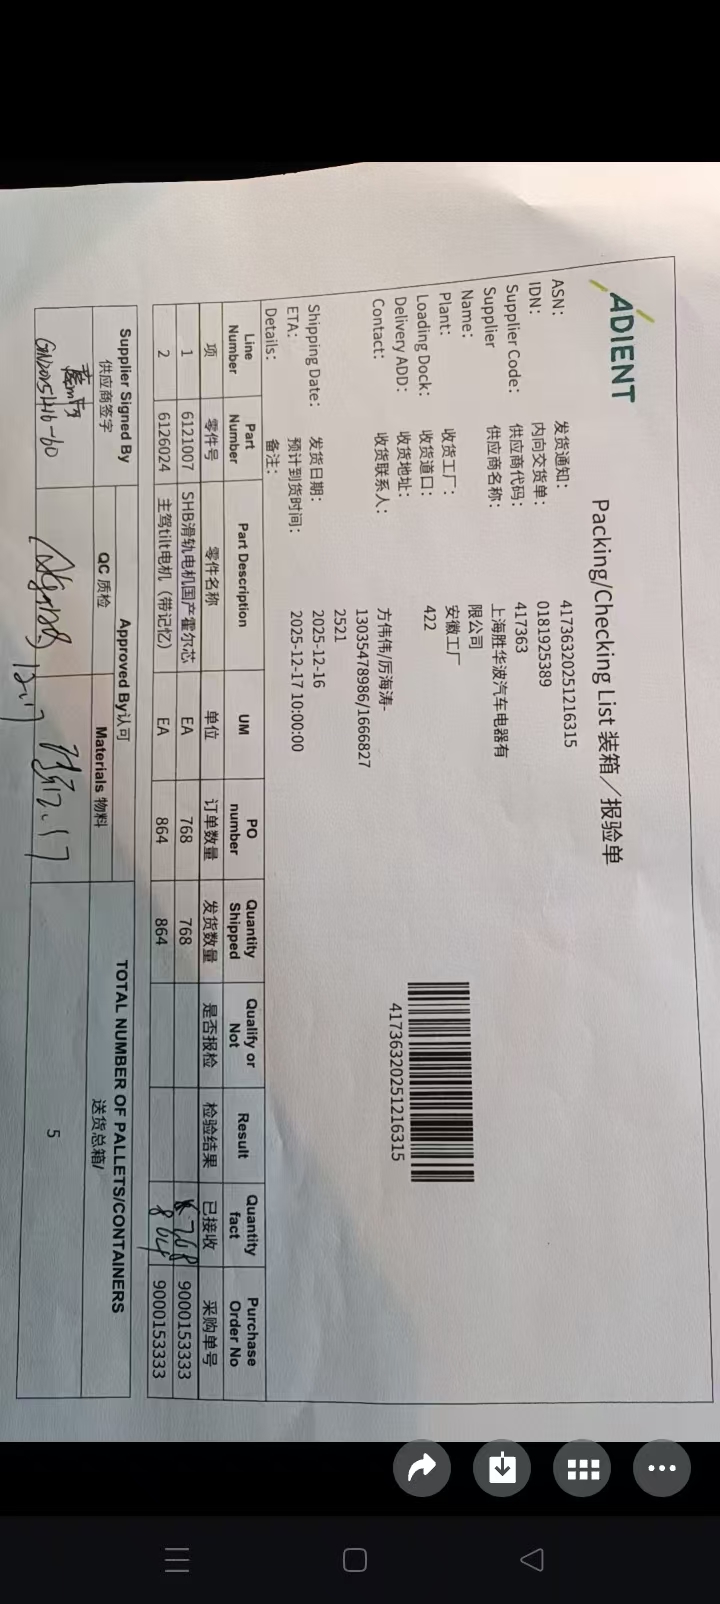 ADIENT
Packing/Checking List 装箱／报验单
ASN: 发货通知: 41736320251216315
IDN: 内向交货单: 0181925389
Supplier Code: 供应商代码: 417363
Supplier Name: 供应商名称: 上海胜华波汽车电器有限公司
Plant: 收货工厂: 安徽工厂
Loading Dock: 收货道口: 422
Delivery ADD: 收货地址:
Contact: 收货联系人: 方伟伟/厉海涛-13035478986/16668272521
41736320251216315
Shipping Date: 发货日期: 2025-12-16
ETA: 预计到货时间: 2025-12-17 10:00:00
Details: 备注:
Line Number Part Number Part Description UM PO number Quantity Shipped Qualify or Not Result Quantity fact Purchase Order No
项 零件号 零件名称 单位 订单数量 发货数量 是否报检 检验结果 已接收 采购单号
1 6121007 SHB滑轨电机国产霍尔芯 EA 768 768 768 9000153333
2 6126024 主驾tilt电机（带记忆） EA 864 864 864 9000153333
Supplier Signed By 供应商签字 Approved By认可 TOTAL NUMBER OF PALLETS/CONTAINERS
QC 质检 Materials 物料 送货总箱/
12.17 12.17 5